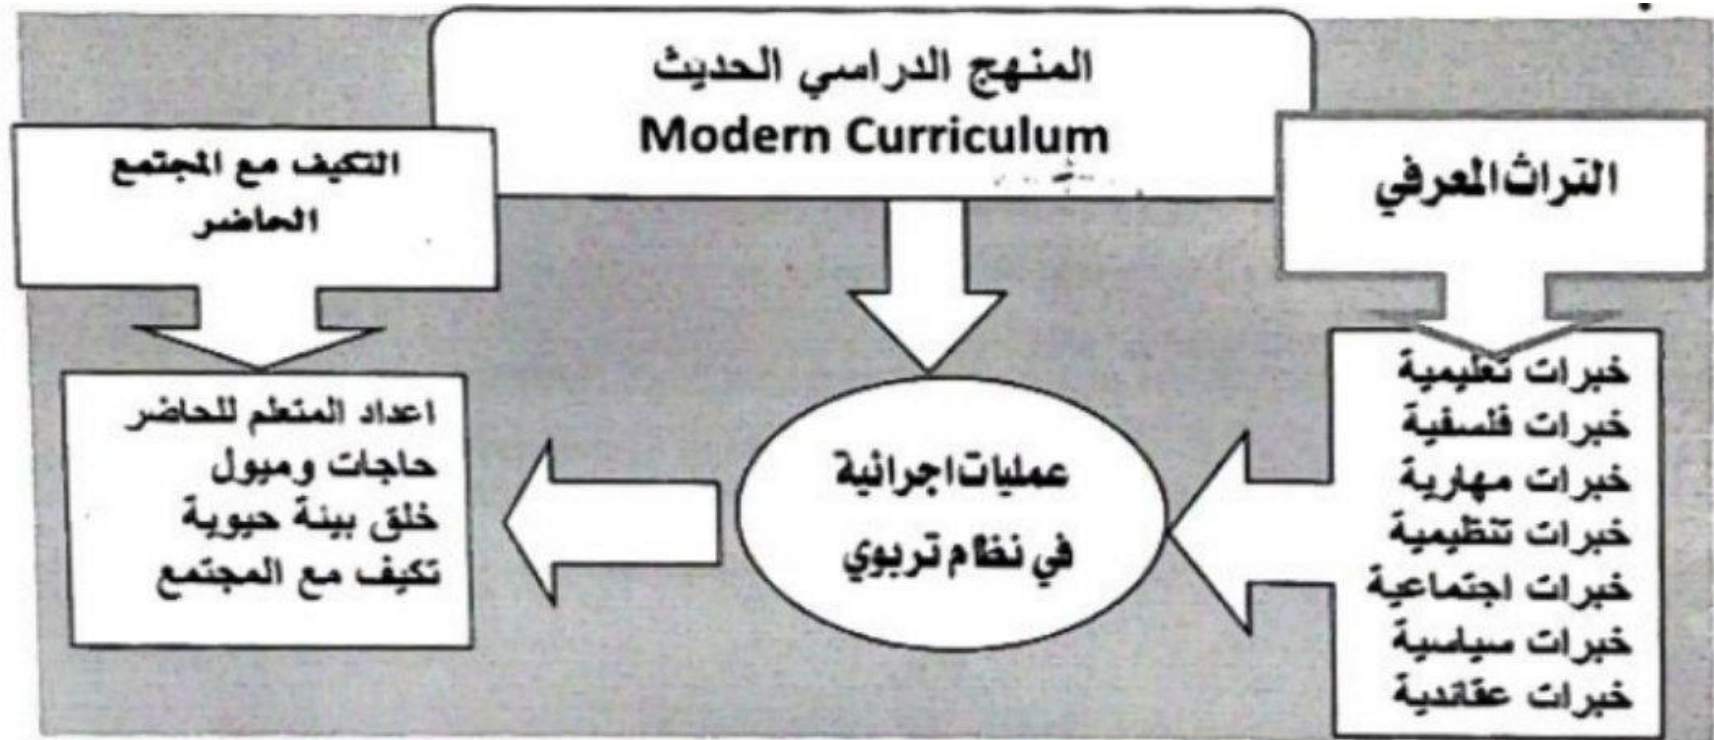 المنهج الدراسي الحديث
Modern Curriculum
التراث المعرفي
خبرات تعليمية
خبرات فلسفية
خبرات مهارية
خبرات تنظيمية
خبرات اجتماعية
خبرات سياسية
خبرات عقائدية
عمليات اجرائية
في نظام تربوي
التكيف مع المجتمع
الحاضر
اعداد المتعلم للحاضر
حاجات وميول
خلق بيئة حيوية
تكيف مع المجتمع